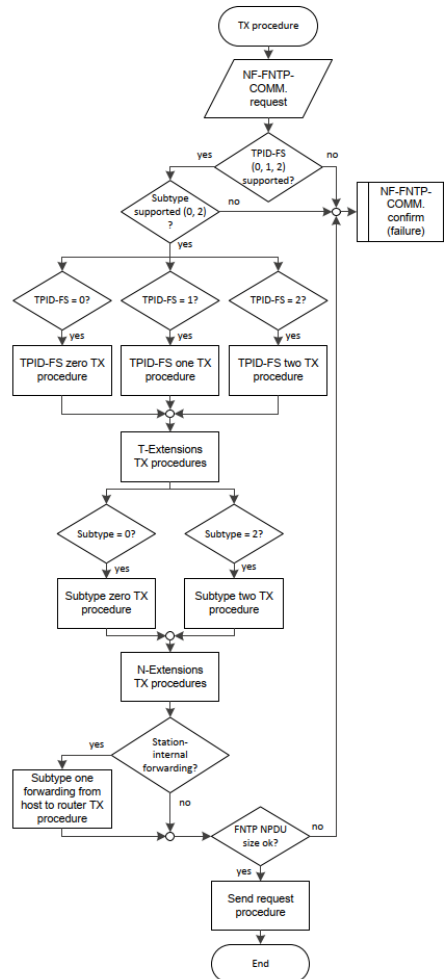 TX procedure
NF-FNTP-
COMM.
request
yes
TPID-FS
(0, 1, 2)
supported?
no
Subtype
supported (0, 2)
?
no
NF-FNTP-
COMM.
confirm
(failure)
yes
TPID-FS = 0?
TPID-FS = 1?
TPID-FS = 2?
yes
yes
yes
TPID-FS zero TX
procedure
TPID-FS one TX
procedure
TPID-FS two TX
procedure
T-Extensions
TX procedures
Subtype = 0?
Subtype = 2?
yes
yes
Subtype zero TX
procedure
Subtype two TX
procedure
N-Extensions
TX procedures
yes
Station-
internal
forwarding?
Subtype one
forwarding from
host to router TX
procedure
no
FNTP NPDU
size ok?
no
yes
Send request
procedure
End